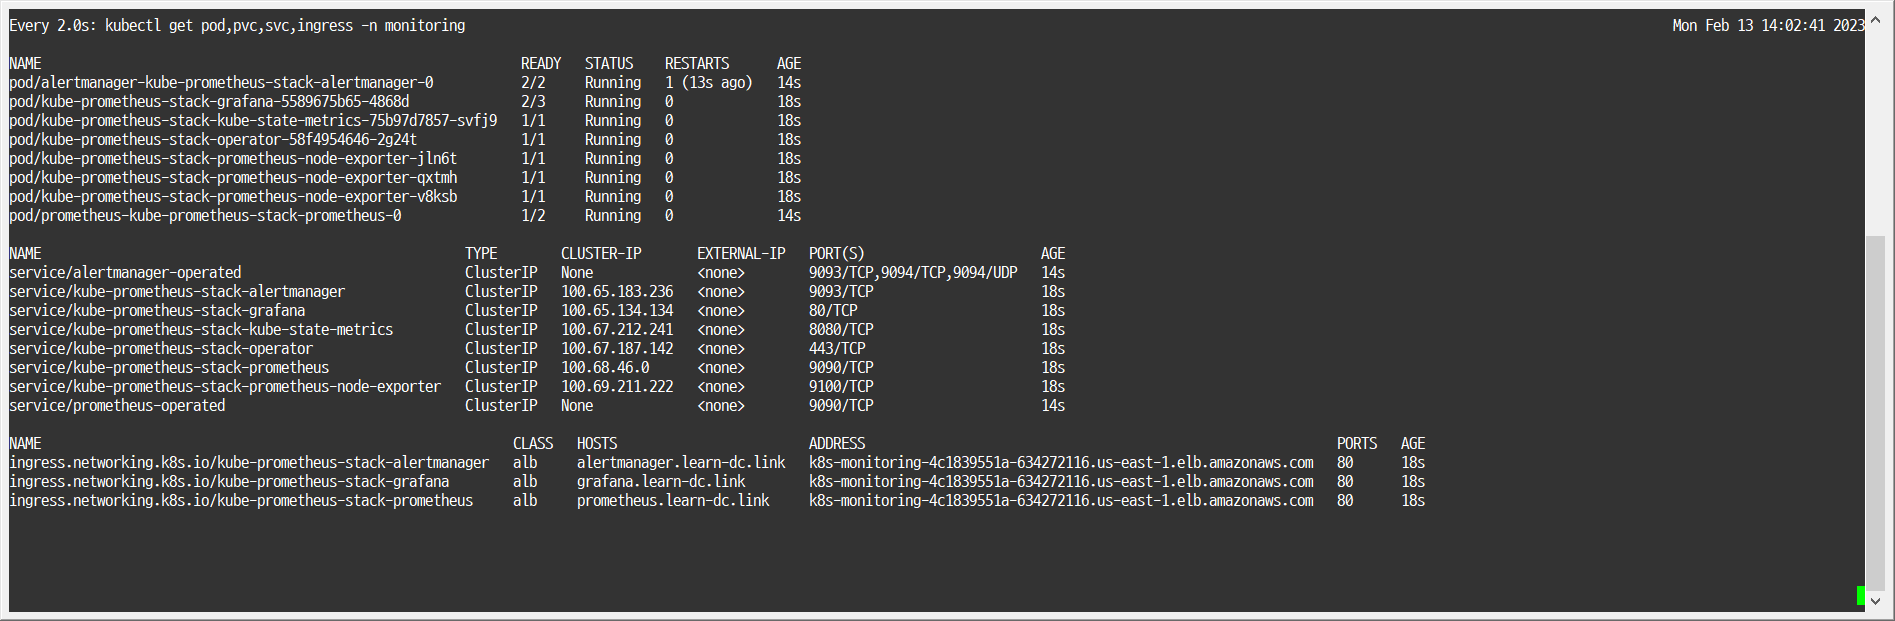 Every 2.0s: kubectl get pod,pvc,svc,ingress -n monitoring Mon Feb 13 14:02:41 2023
NAME READY STATUS RESTARTS AGE
pod/alertmanager-kube-prometheus-stack-alertmanager-0 2/2 Running 1 (13s ago) 14s
pod/kube-prometheus-stack-grafana-5589675b65-4868d 2/3 Running 0 18s
pod/kube-prometheus-stack-kube-state-metrics-75b97d7857-svfj9 1/1 Running 0 18s
pod/kube-prometheus-stack-operator-58f4954646-2g24t 1/1 Running 0 18s
pod/kube-prometheus-stack-prometheus-node-exporter-jln6t 1/1 Running 0 18s
pod/kube-prometheus-stack-prometheus-node-exporter-qxtmh 1/1 Running 0 18s
pod/kube-prometheus-stack-prometheus-node-exporter-v8ksb 1/1 Running 0 18s
pod/prometheus-kube-prometheus-stack-prometheus-0 1/2 Running 0 14s
NAME TYPE CLUSTER-IP EXTERNAL-IP PORT(S) AGE
service/alertmanager-operated ClusterIP None <none> 9093/TCP,9094/TCP,9094/UDP 14s
service/kube-prometheus-stack-alertmanager ClusterIP 100.65.183.236 <none> 9093/TCP 18s
service/kube-prometheus-stack-grafana ClusterIP 100.65.134.134 <none> 80/TCP 18s
service/kube-prometheus-stack-kube-state-metrics ClusterIP 100.67.212.241 <none> 8080/TCP 18s
service/kube-prometheus-stack-operator ClusterIP 100.67.187.142 <none> 443/TCP 18s
service/kube-prometheus-stack-prometheus ClusterIP 100.68.46.0 <none> 9090/TCP 18s
service/kube-prometheus-stack-prometheus-node-exporter ClusterIP 100.69.211.222 <none> 9100/TCP 18s
service/prometheus-operated ClusterIP None <none> 9090/TCP 14s
NAME CLASS HOSTS ADDRESS PORTS AGE
ingress.networking.k8s.io/kube-prometheus-stack-alertmanager alb alertmanager.learn-dc.link k8s-monitoring-4c1839551a-634272116.us-east-1.elb.amazonaws.com 80 18s
ingress.networking.k8s.io/kube-prometheus-stack-grafana alb grafana.learn-dc.link k8s-monitoring-4c1839551a-634272116.us-east-1.elb.amazonaws.com 80 18s
ingress.networking.k8s.io/kube-prometheus-stack-prometheus alb prometheus.learn-dc.link k8s-monitoring-4c1839551a-634272116.us-east-1.elb.amazonaws.com 80 18s